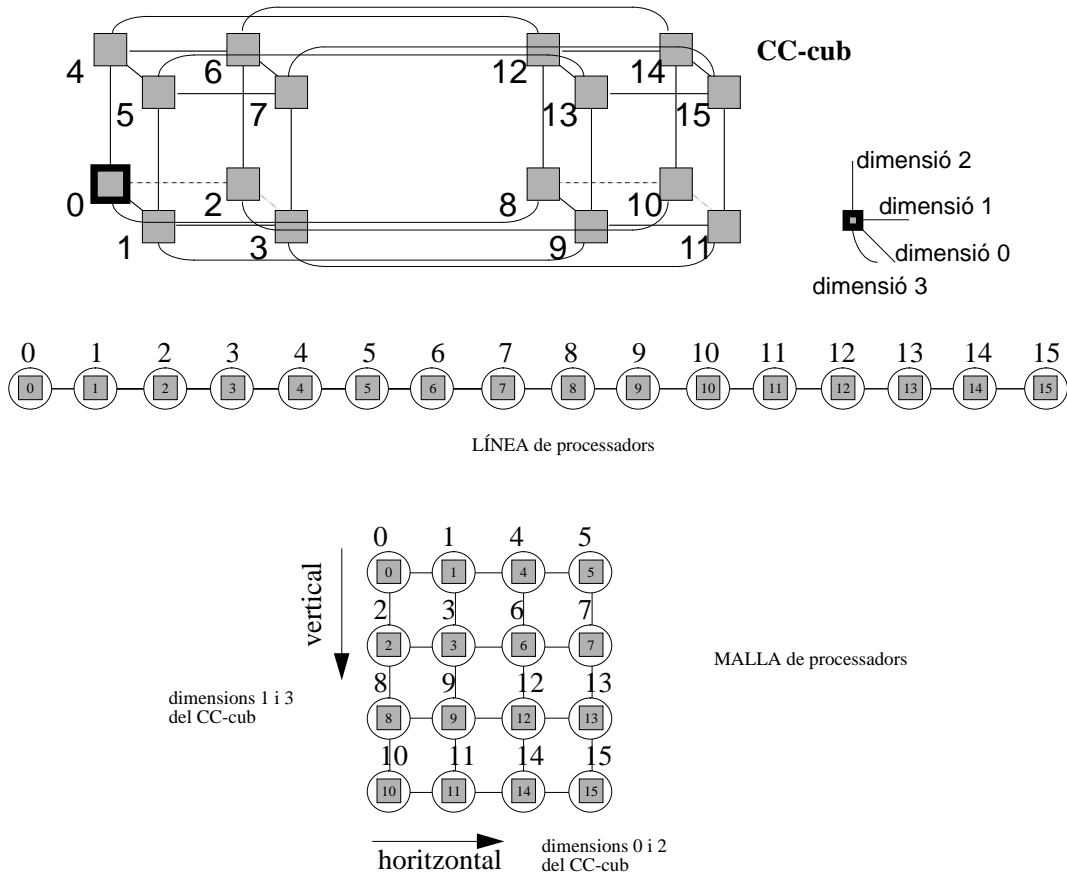 CC-cub
4 6 12 14
5 7 13 15
0 2 8 10
1 3 9 11
dimensió 2
dimensió 1
dimensió 0
dimensió 3
0 1 2 3 4 5 6 7 8 9 10 11 12 13 14 15
0 1 2 3 4 5 6 7 8 9 10 11 12 13 14 15
LÍNEA de processadors
0 1 4 5
0 1 4 5
vertical
2 3 6 7
2 3 6 7
MALLA de processadors
8 9 12 13
dimensions 1 i 3
del CC-cub
8 9 12 13
10 11 14 15
10 11 14 15
horitzontal
dimensions 0 i 2
del CC-cub